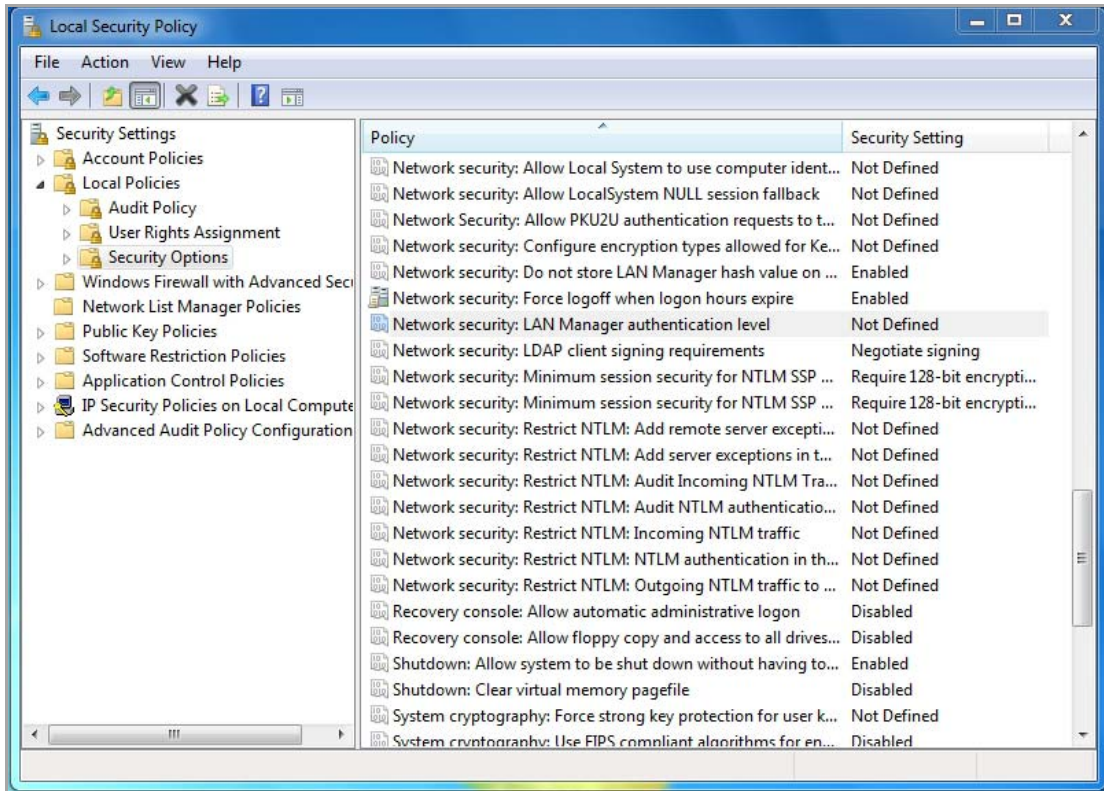 Local Security Policy
File Action View Help
Security Settings
Account Policies
Local Policies
Audit Policy
User Rights Assignment
Security Options
Windows Firewall with Advanced Secu
Network List Manager Policies
Public Key Policies
Software Restriction Policies
Application Control Policies
IP Security Policies on Local Compute
Advanced Audit Policy Configuration
Policy Security Setting
Network security: Allow Local System to use computer ident... Not Defined
Network security: Allow LocalSystem NULL session fallback Not Defined
Network Security: Allow PKU2U authentication requests to t... Not Defined
Network security: Configure encryption types allowed for Ke... Not Defined
Network security: Do not store LAN Manager hash value on ... Enabled
Network security: Force logoff when logon hours expire Enabled
Network security: LAN Manager authentication level Not Defined
Network security: LDAP client signing requirements Negotiate signing
Network security: Minimum session security for NTLM SSP ... Require 128-bit encrypti...
Network security: Minimum session security for NTLM SSP ... Require 128-bit encrypti...
Network security: Restrict NTLM: Add remote server excepti... Not Defined
Network security: Restrict NTLM: Add server exceptions in t... Not Defined
Network security: Restrict NTLM: Audit Incoming NTLM Tra... Not Defined
Network security: Restrict NTLM: Audit NTLM authenticatio... Not Defined
Network security: Restrict NTLM: Incoming NTLM traffic Not Defined
Network security: Restrict NTLM: NTLM authentication in th... Not Defined
Network security: Restrict NTLM: Outgoing NTLM traffic to ... Not Defined
Recovery console: Allow automatic administrative logon Disabled
Recovery console: Allow floppy copy and access to all drives... Disabled
Shutdown: Allow system to be shut down without having to... Enabled
Shutdown: Clear virtual memory pagefile Disabled
System cryptography: Force strong key protection for user k... Not Defined
System cryptography: Use FIPS compliant algorithms for en... Disabled